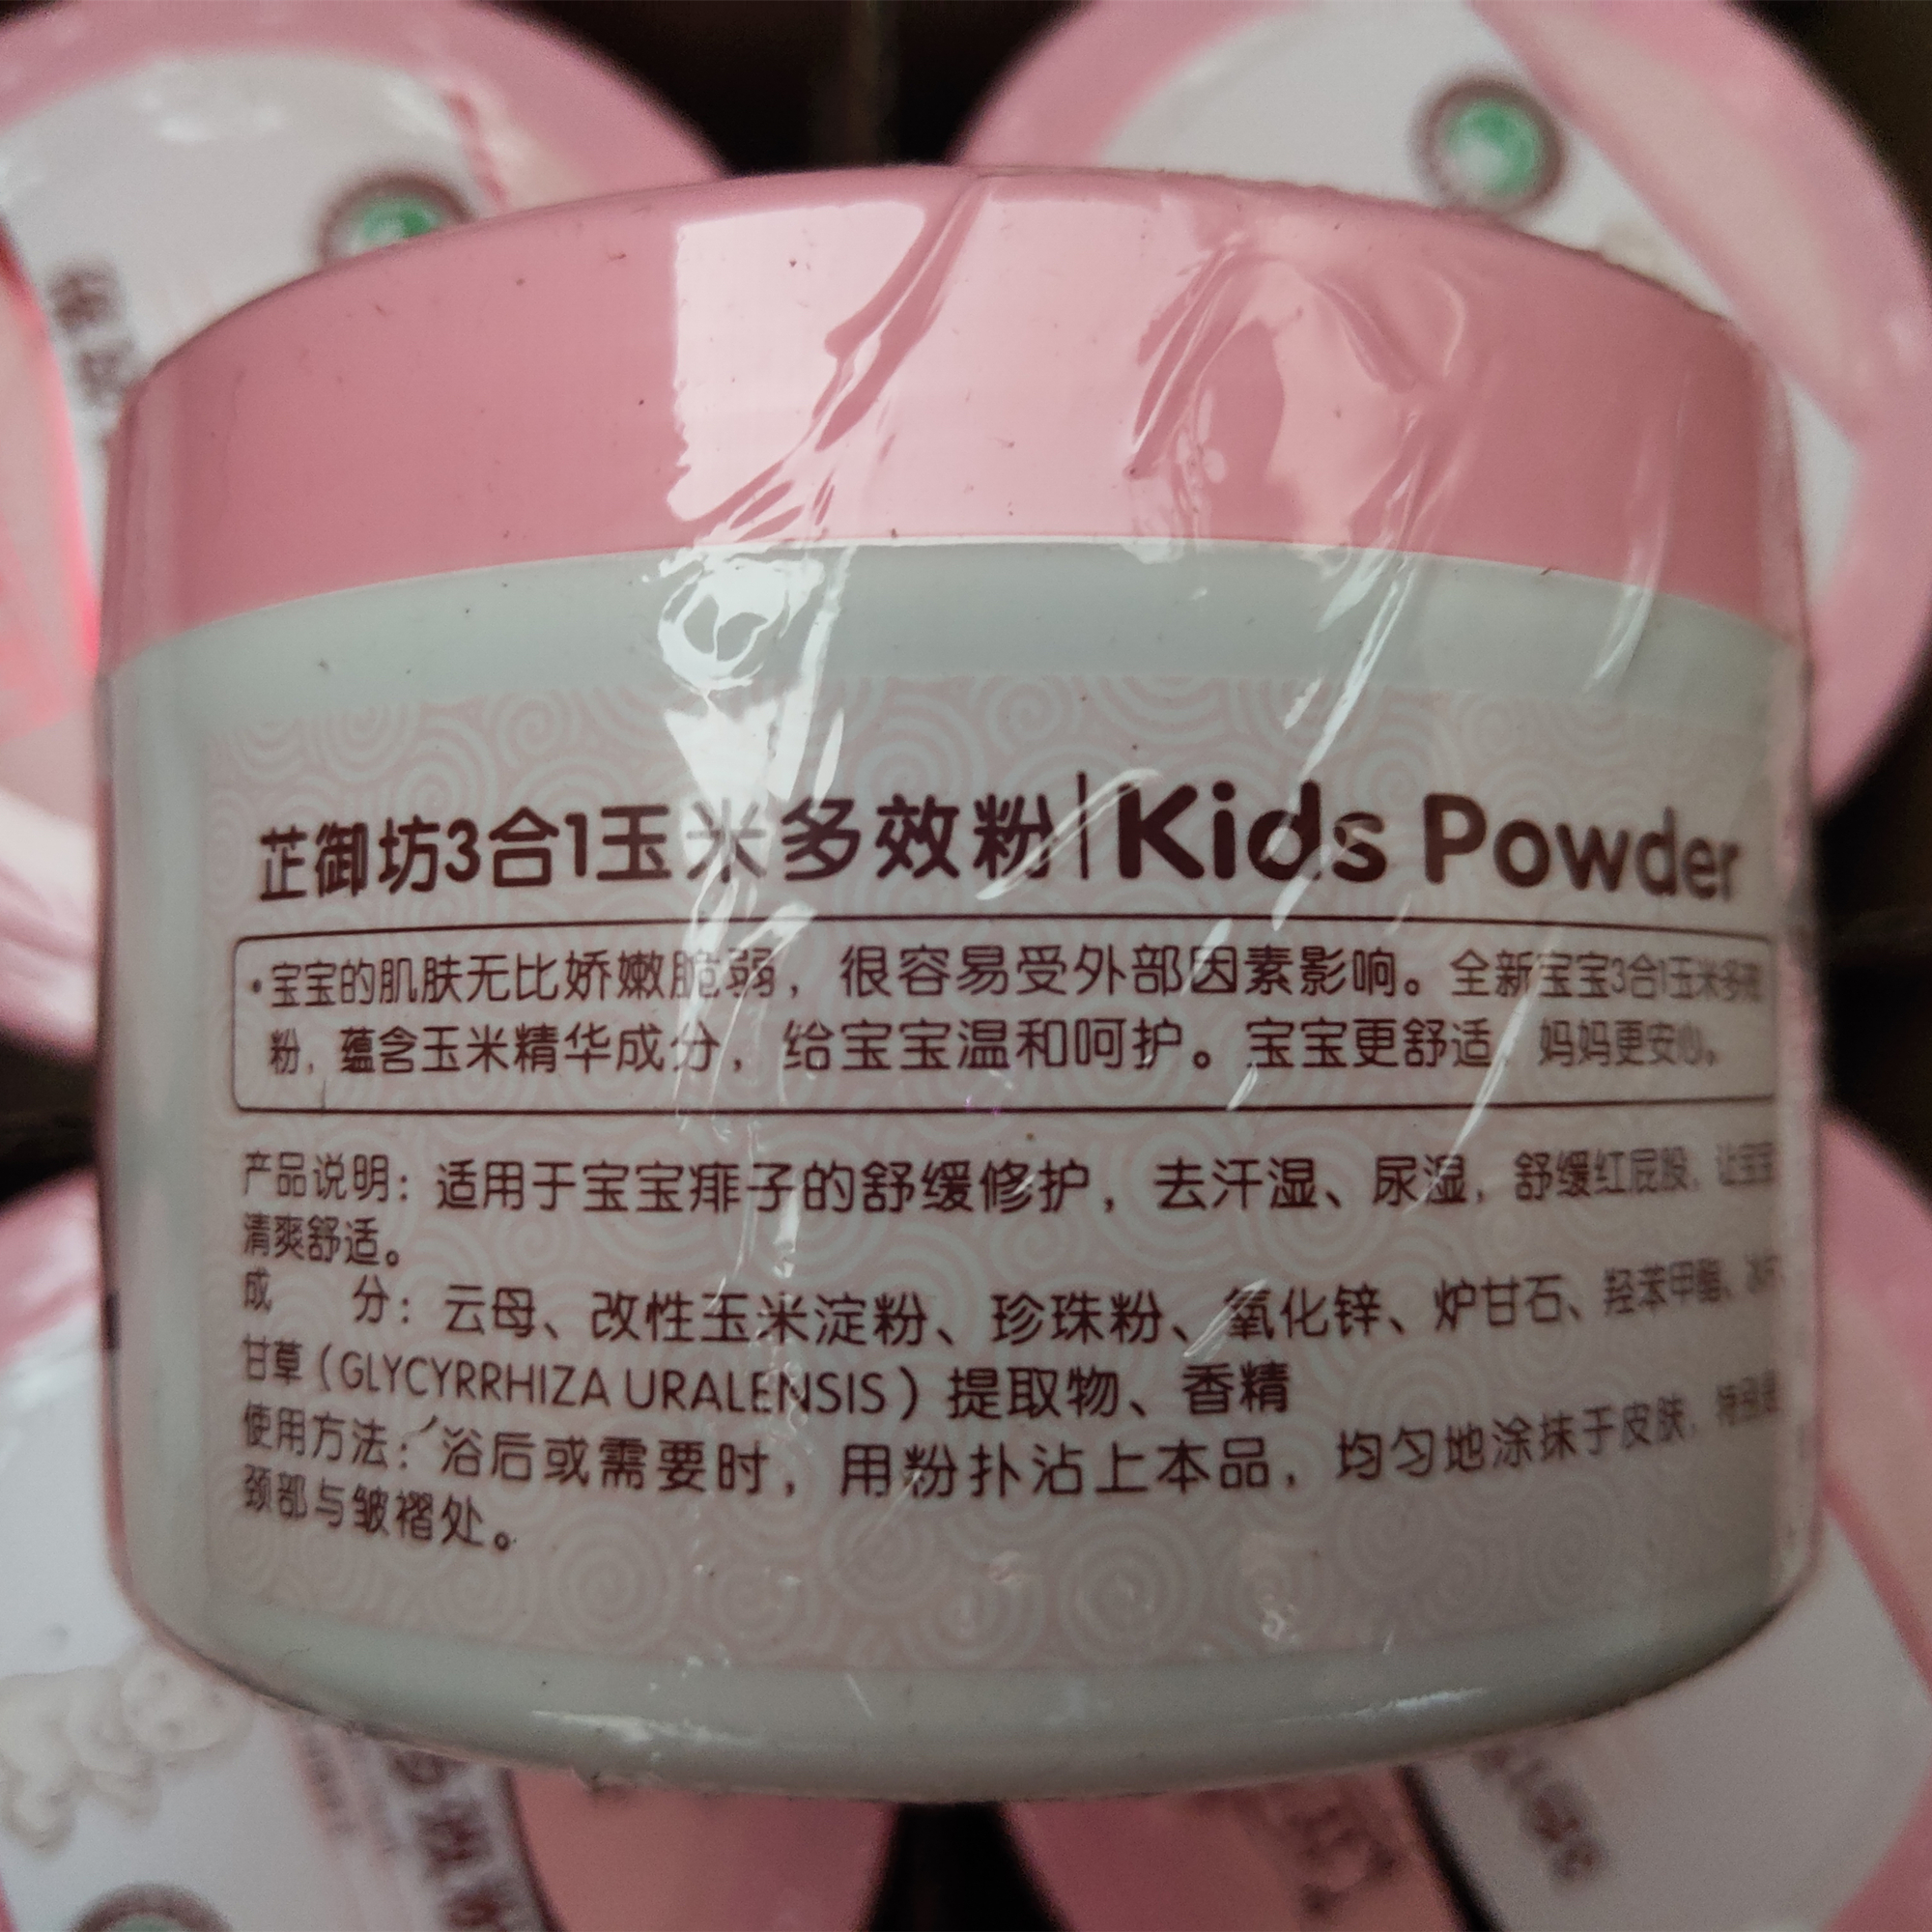 芷御坊3合1玉米多效粉|Kids Powder
·宝宝的肌肤无比娇嫩脆弱，很容易受外部因素影响。全新宝宝3合1玉米多效
粉，蕴含玉米精华成分，给宝宝温和呵护。宝宝更舒适，妈妈更安心。
产品说明：适用于宝宝痱子的舒缓修护，去汗湿、尿湿，舒缓红屁股，让宝宝
清爽舒适。
成 分：云母、改性玉米淀粉、珍珠粉、氧化锌、炉甘石、羟苯甲酯、冰片
甘草（GLYCYRRHIZA URALENSIS）提取物、香精
使用方法：浴后或需要时，用粉扑沾上本品，均匀地涂抹于皮肤，特别是
颈部与皱褶处。